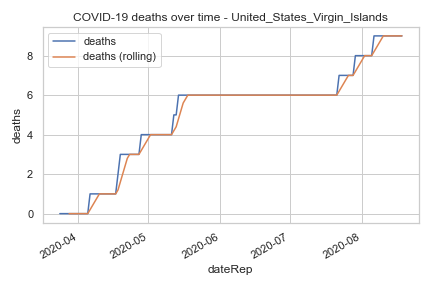 COVID-19 deaths over time - United_States_Virgin_Islands
deaths
deaths (rolling)
deaths
8
6
4
2
0
2020-04
2020-05
2020-06
2020-07
2020-08
dateRep